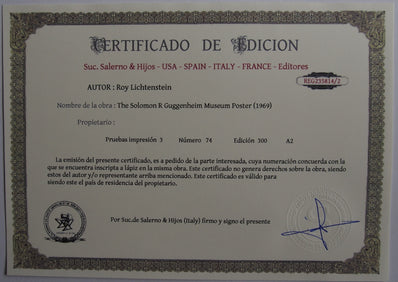 CERTIFICADO DE EDICION
Suc. Salerno & Hijos - USA - SPAIN - ITALY - FRANCE - Editores
REG235814/2
AUTOR : Roy Lichtenstein
Nombre de la obra : The Solomon R Guggenheim Museum Poster (1969)
Propietario :
Pruebas impresión 3 Número 74 Edición 300 A2
La emisión del presente certificado, es a pedido de la parte interesada, cuya numeración concuerda con la
que se encuentra inscripta a lápiz en la misma obra. Este certificado no genera derechos sobre la obra, siendo
estos del autor y/o representante arriba mencionado. Este certificado es válido para
siendo este el país de residencia del propietario.
Por Suc.de Salerno & Hijos (Italy) firmo y signo el presente